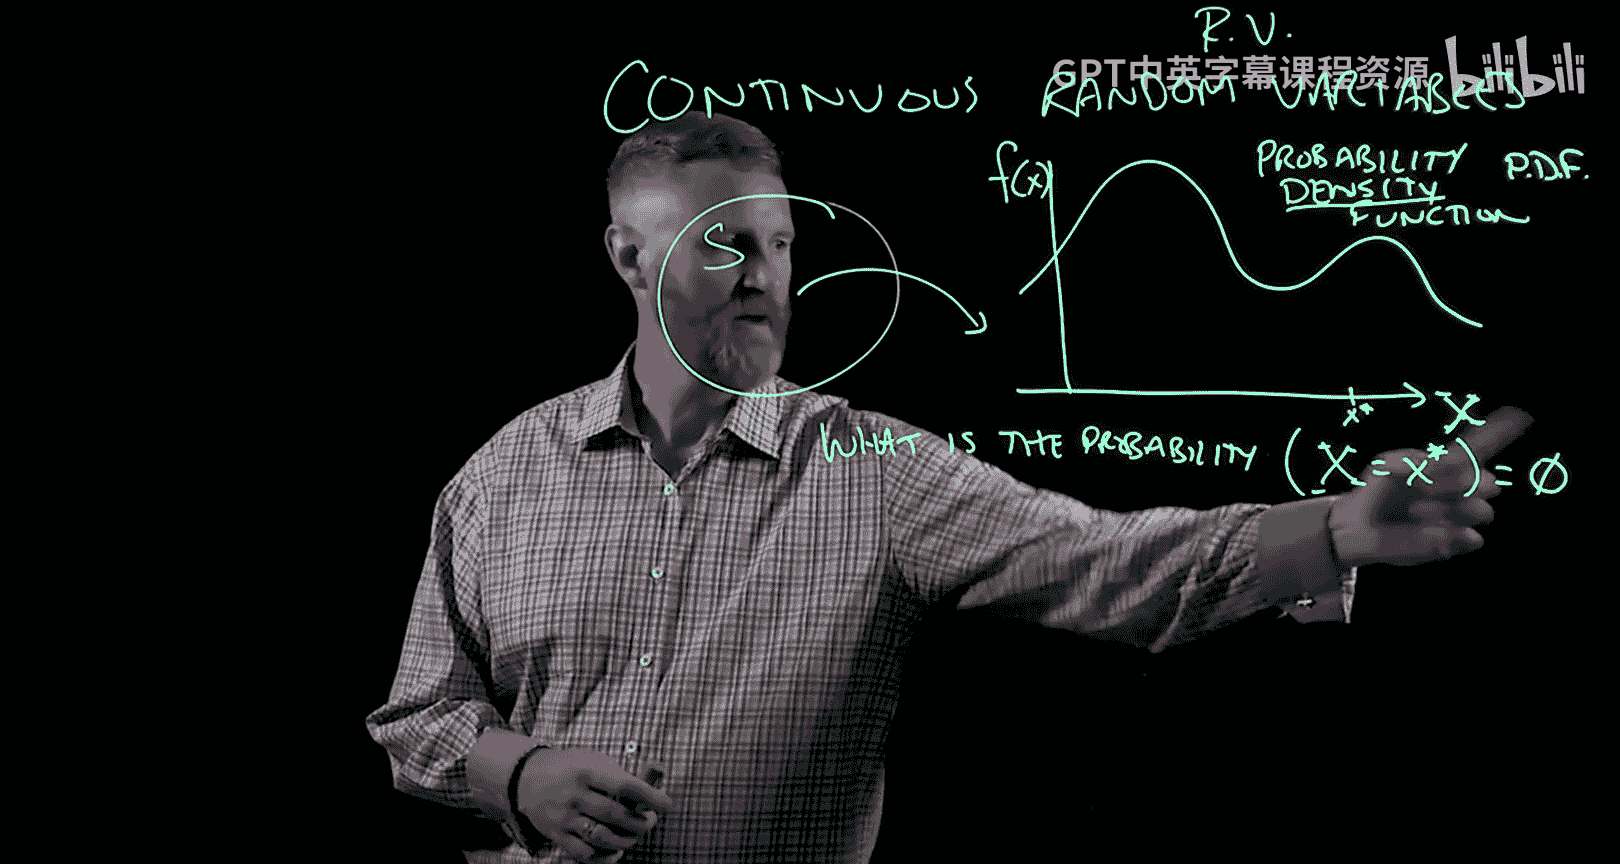 R.V.
GPT中英字幕课程资源 bilibili
CONTINUOUS RANDOM VARIABLES
f(x)
PROBABILITY P.D.F.
DENSITY
FUNCTION
S
x*
X
WHAT IS THE PROBABILITY (X = x*) = Ø